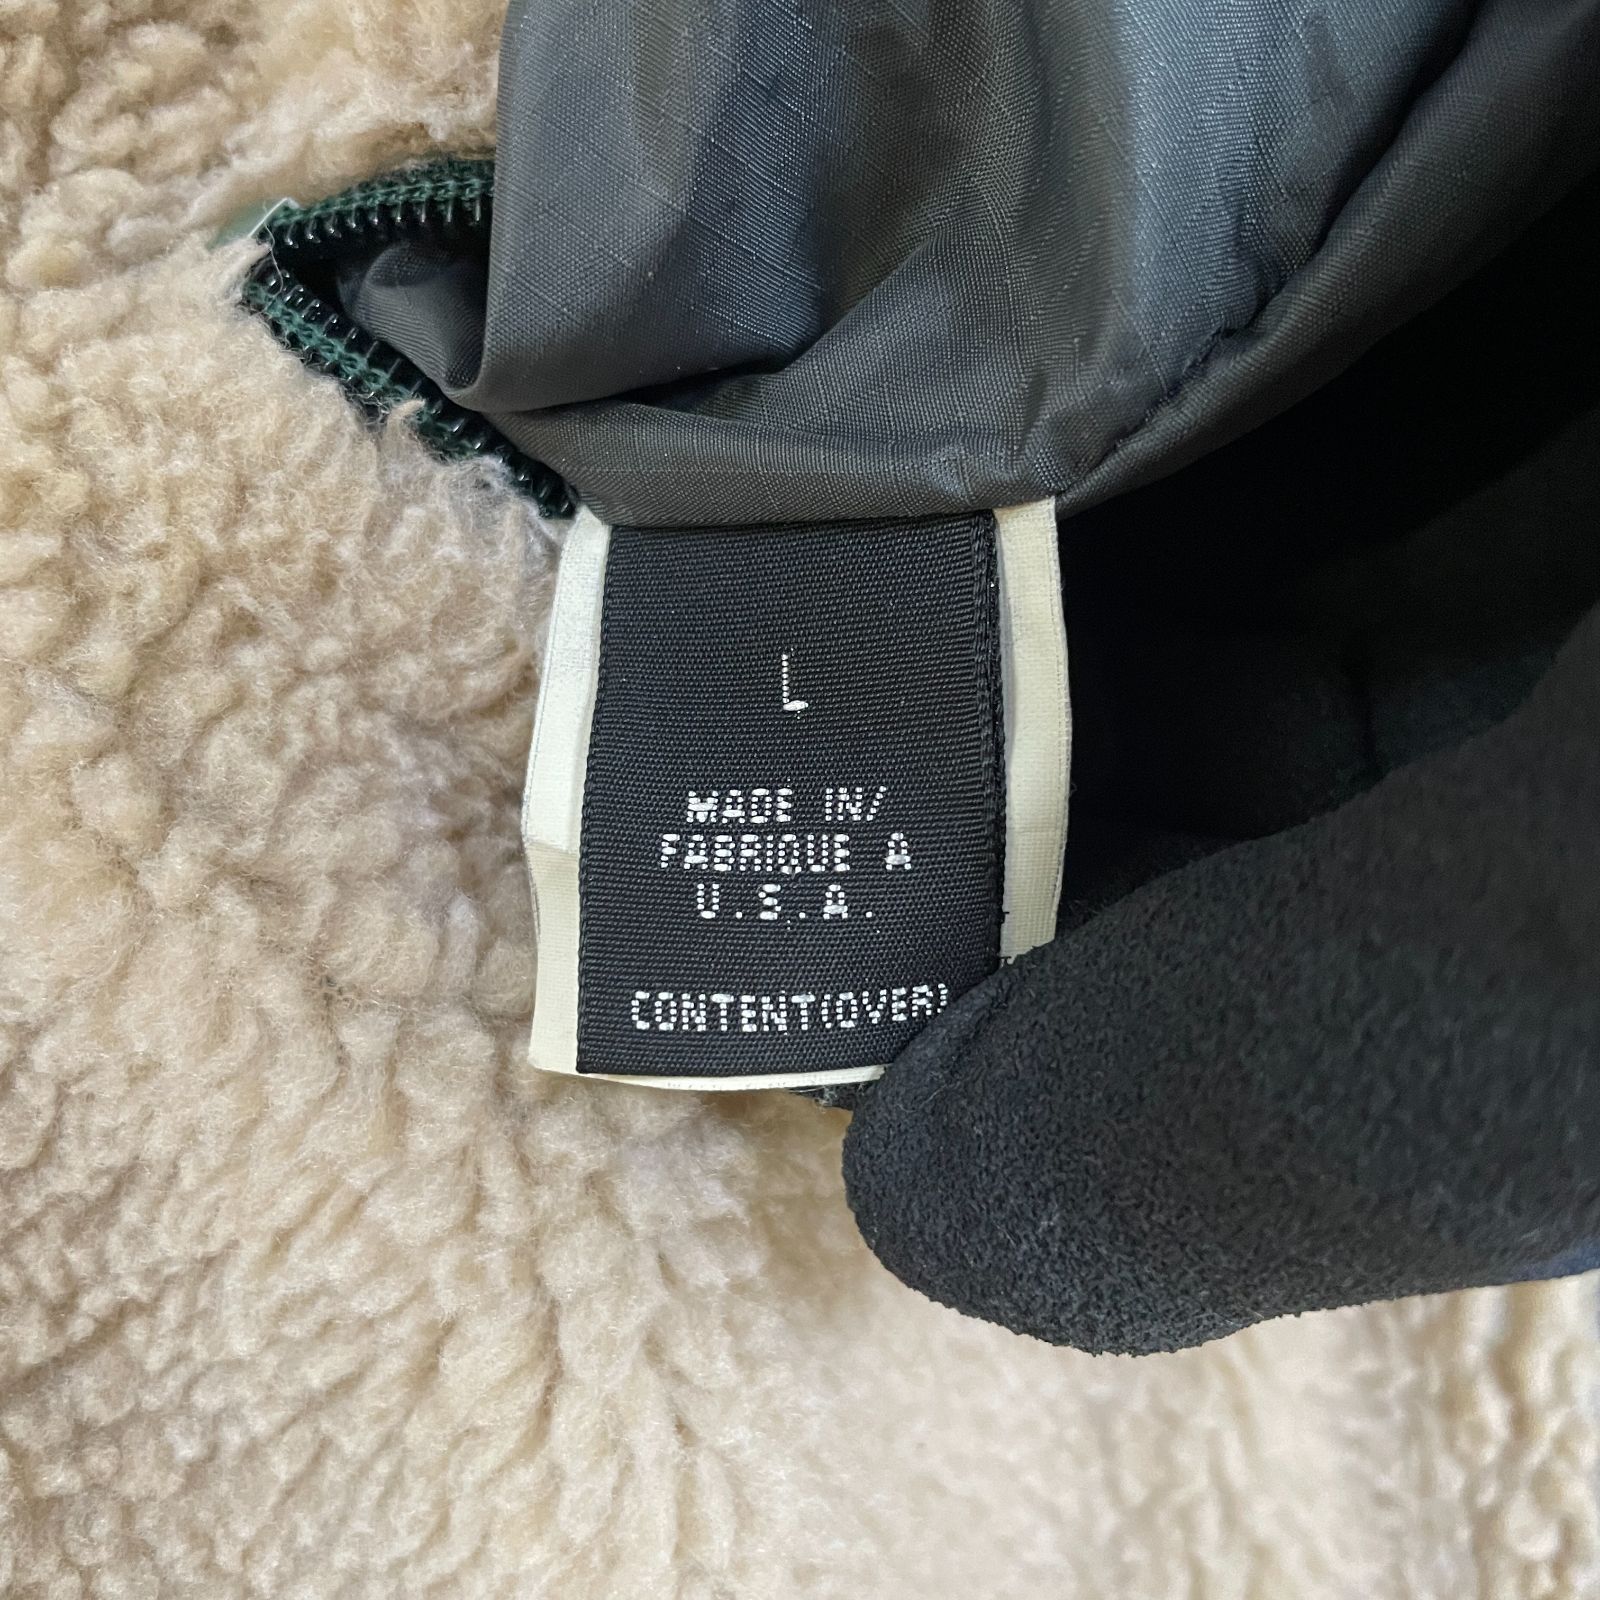 L
MADE IN/
FABRIQUE A
U.S.A.
CONTENT(OVER)